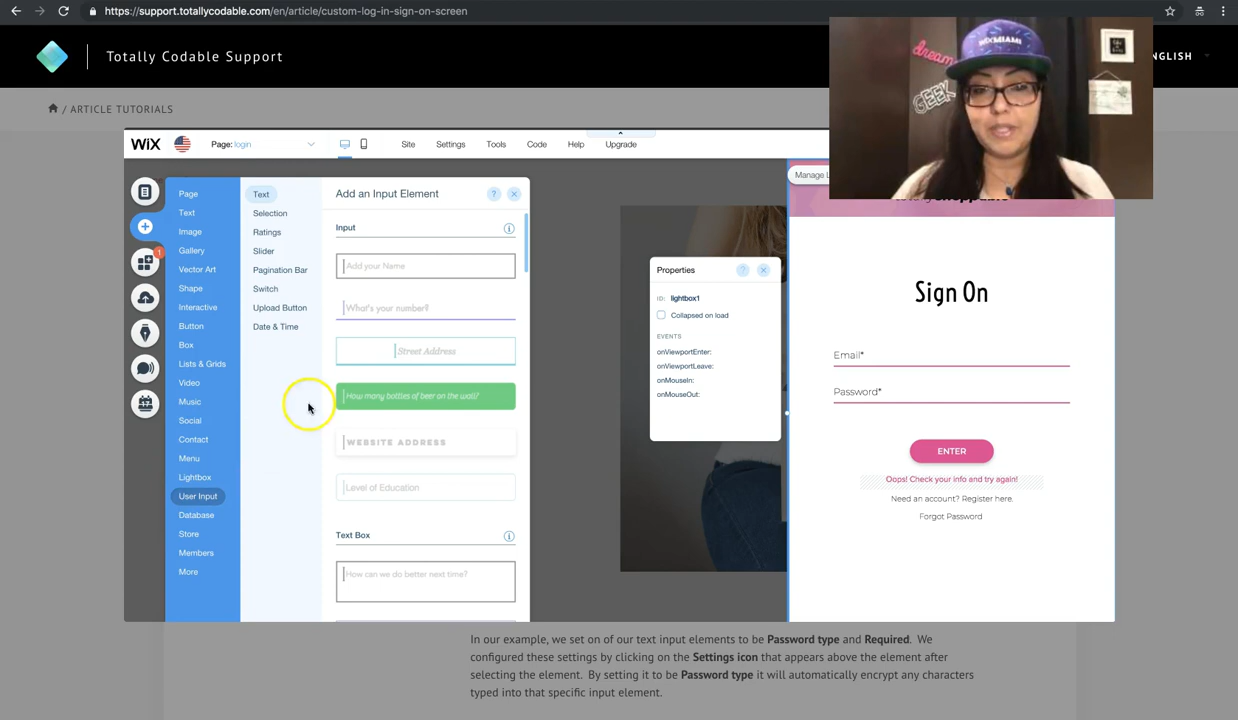 https://support.totallycodable.com/en/article/custom-log-in-sign-on-screen
Totally Codable Support
NGLISH
/ ARTICLE TUTORIALS
dream
GEEK
WIX
Page: login
Site
Settings
Tools
Code
Help
Upgrade
Manage L
1
Page
Text
Image
Gallery
Vector Art
Shape
Interactive
Button
Box
Lists & Grids
Video
Music
Social
Contact
Menu
Lightbox
User Input
Database
Store
Members
More
Text
Selection
Ratings
Slider
Pagination Bar
Switch
Upload Button
Date & Time
Add an Input Element
?
Input
Add your Name
What's your number?
Street Address
How many bottles of beer on the wall?
WEBSITE ADDRESS
Level of Education
Text Box
How can we do better next time?
Properties
?
ID: lightbox1
Collapsed on load
EVENTS
onViewportEnter:
onViewportLeave:
onMouseIn:
onMouseOut:
Sign On
Email*
Password*
ENTER
Oops! Check your info and try again!
Need an account? Register here.
Forgot Password
In our example, we set on of our text input elements to be Password type and Required. We
configured these settings by clicking on the Settings icon that appears above the element after
selecting the element. By setting it to be Password type it will automatically encrypt any characters
typed into that specific input element.